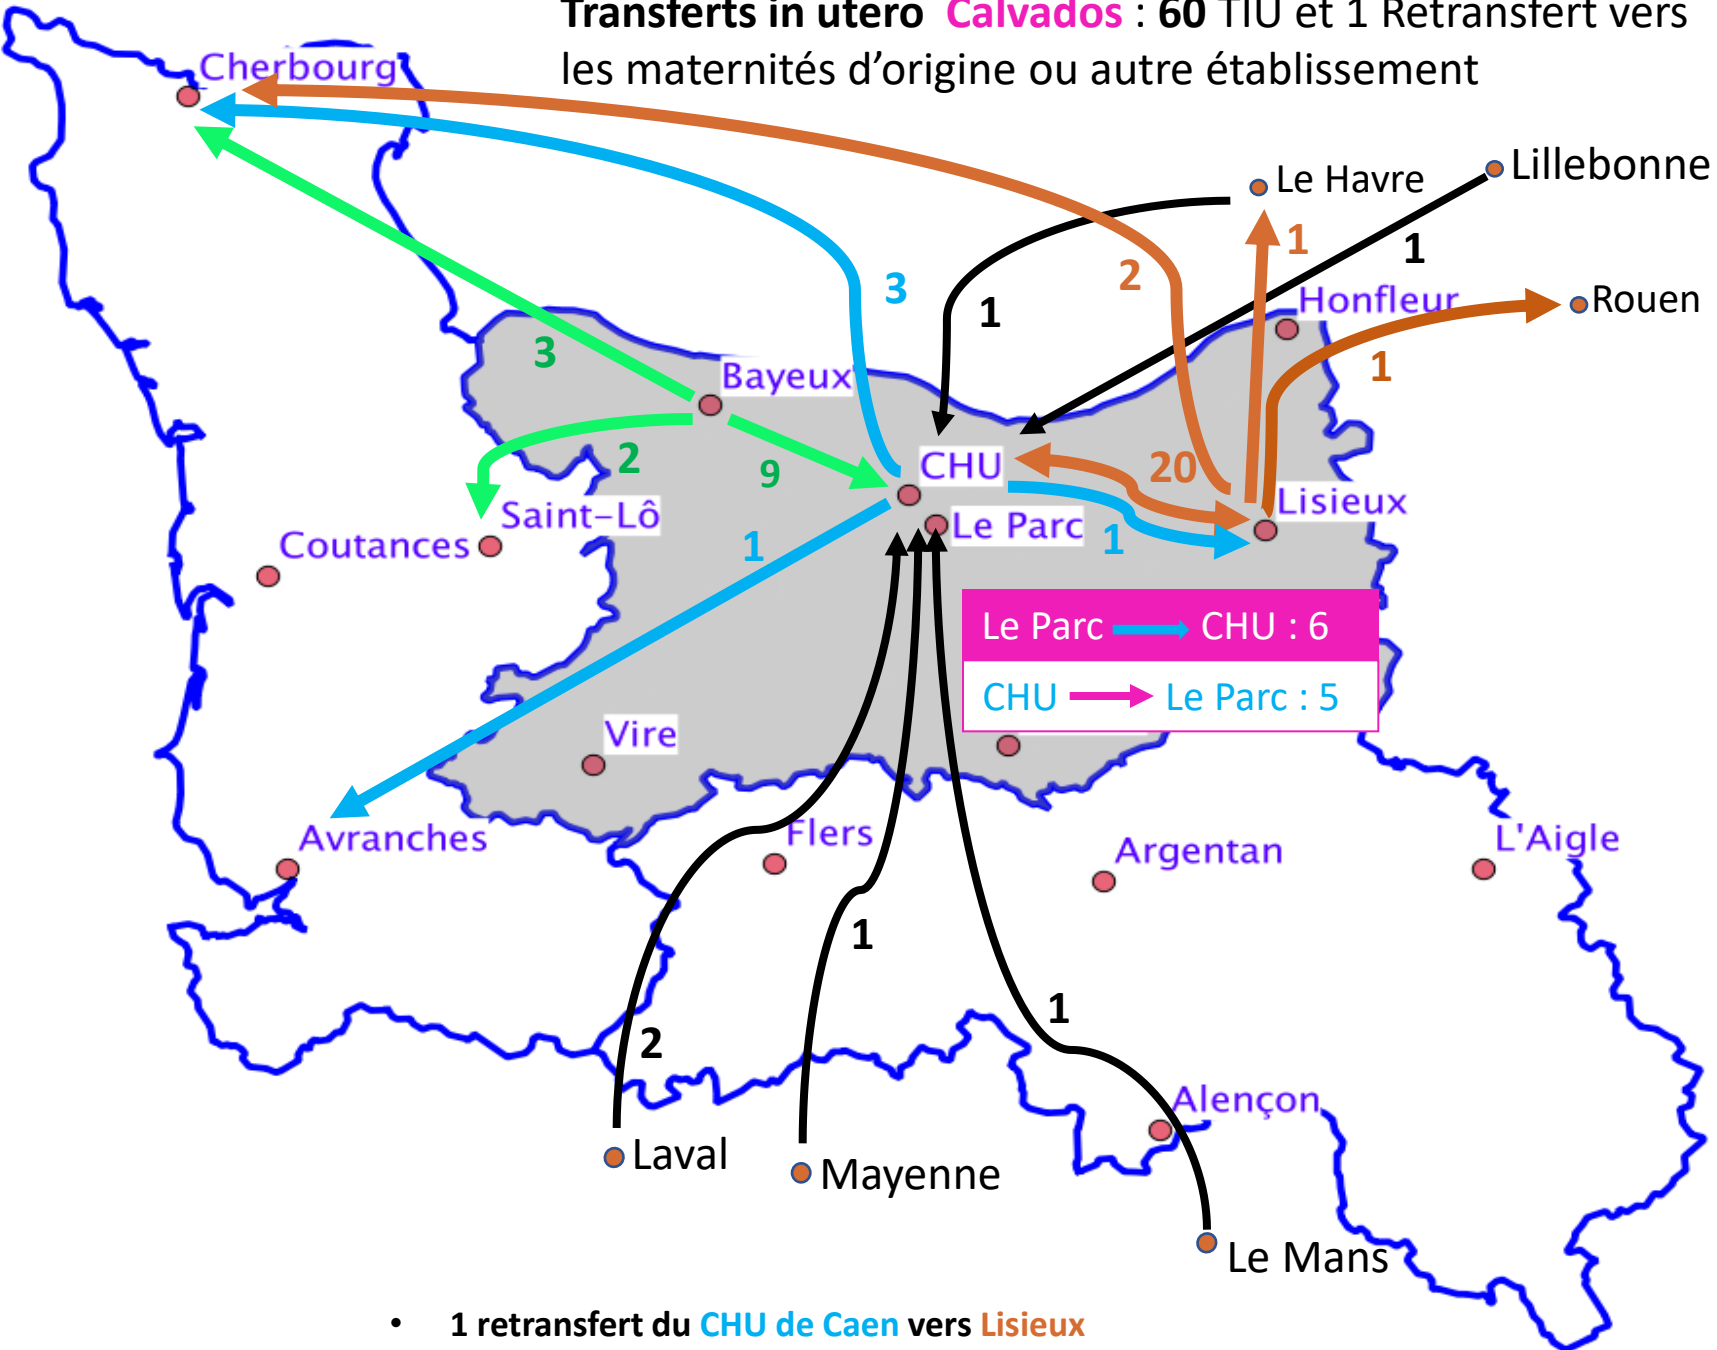 Transferts in utero Calvados : 60 TIU et 1 Retransfert vers
les maternités d’origine ou autre établissement
Cherbourg
Le Havre
Lillebonne
1
1
2
3
1
Honfleur
Rouen
3
1
Bayeux
2
9
CHU
20
Lisieux
Saint-Lô
Coutances
Le Parc
1
1
Le Parc CHU : 6
CHU Le Parc : 5
Vire
Avranches
Flers
Argentan
L'Aigle
1
1
2
Alençon
Laval
Mayenne
Le Mans
• 1 retransfert du CHU de Caen vers Lisieux